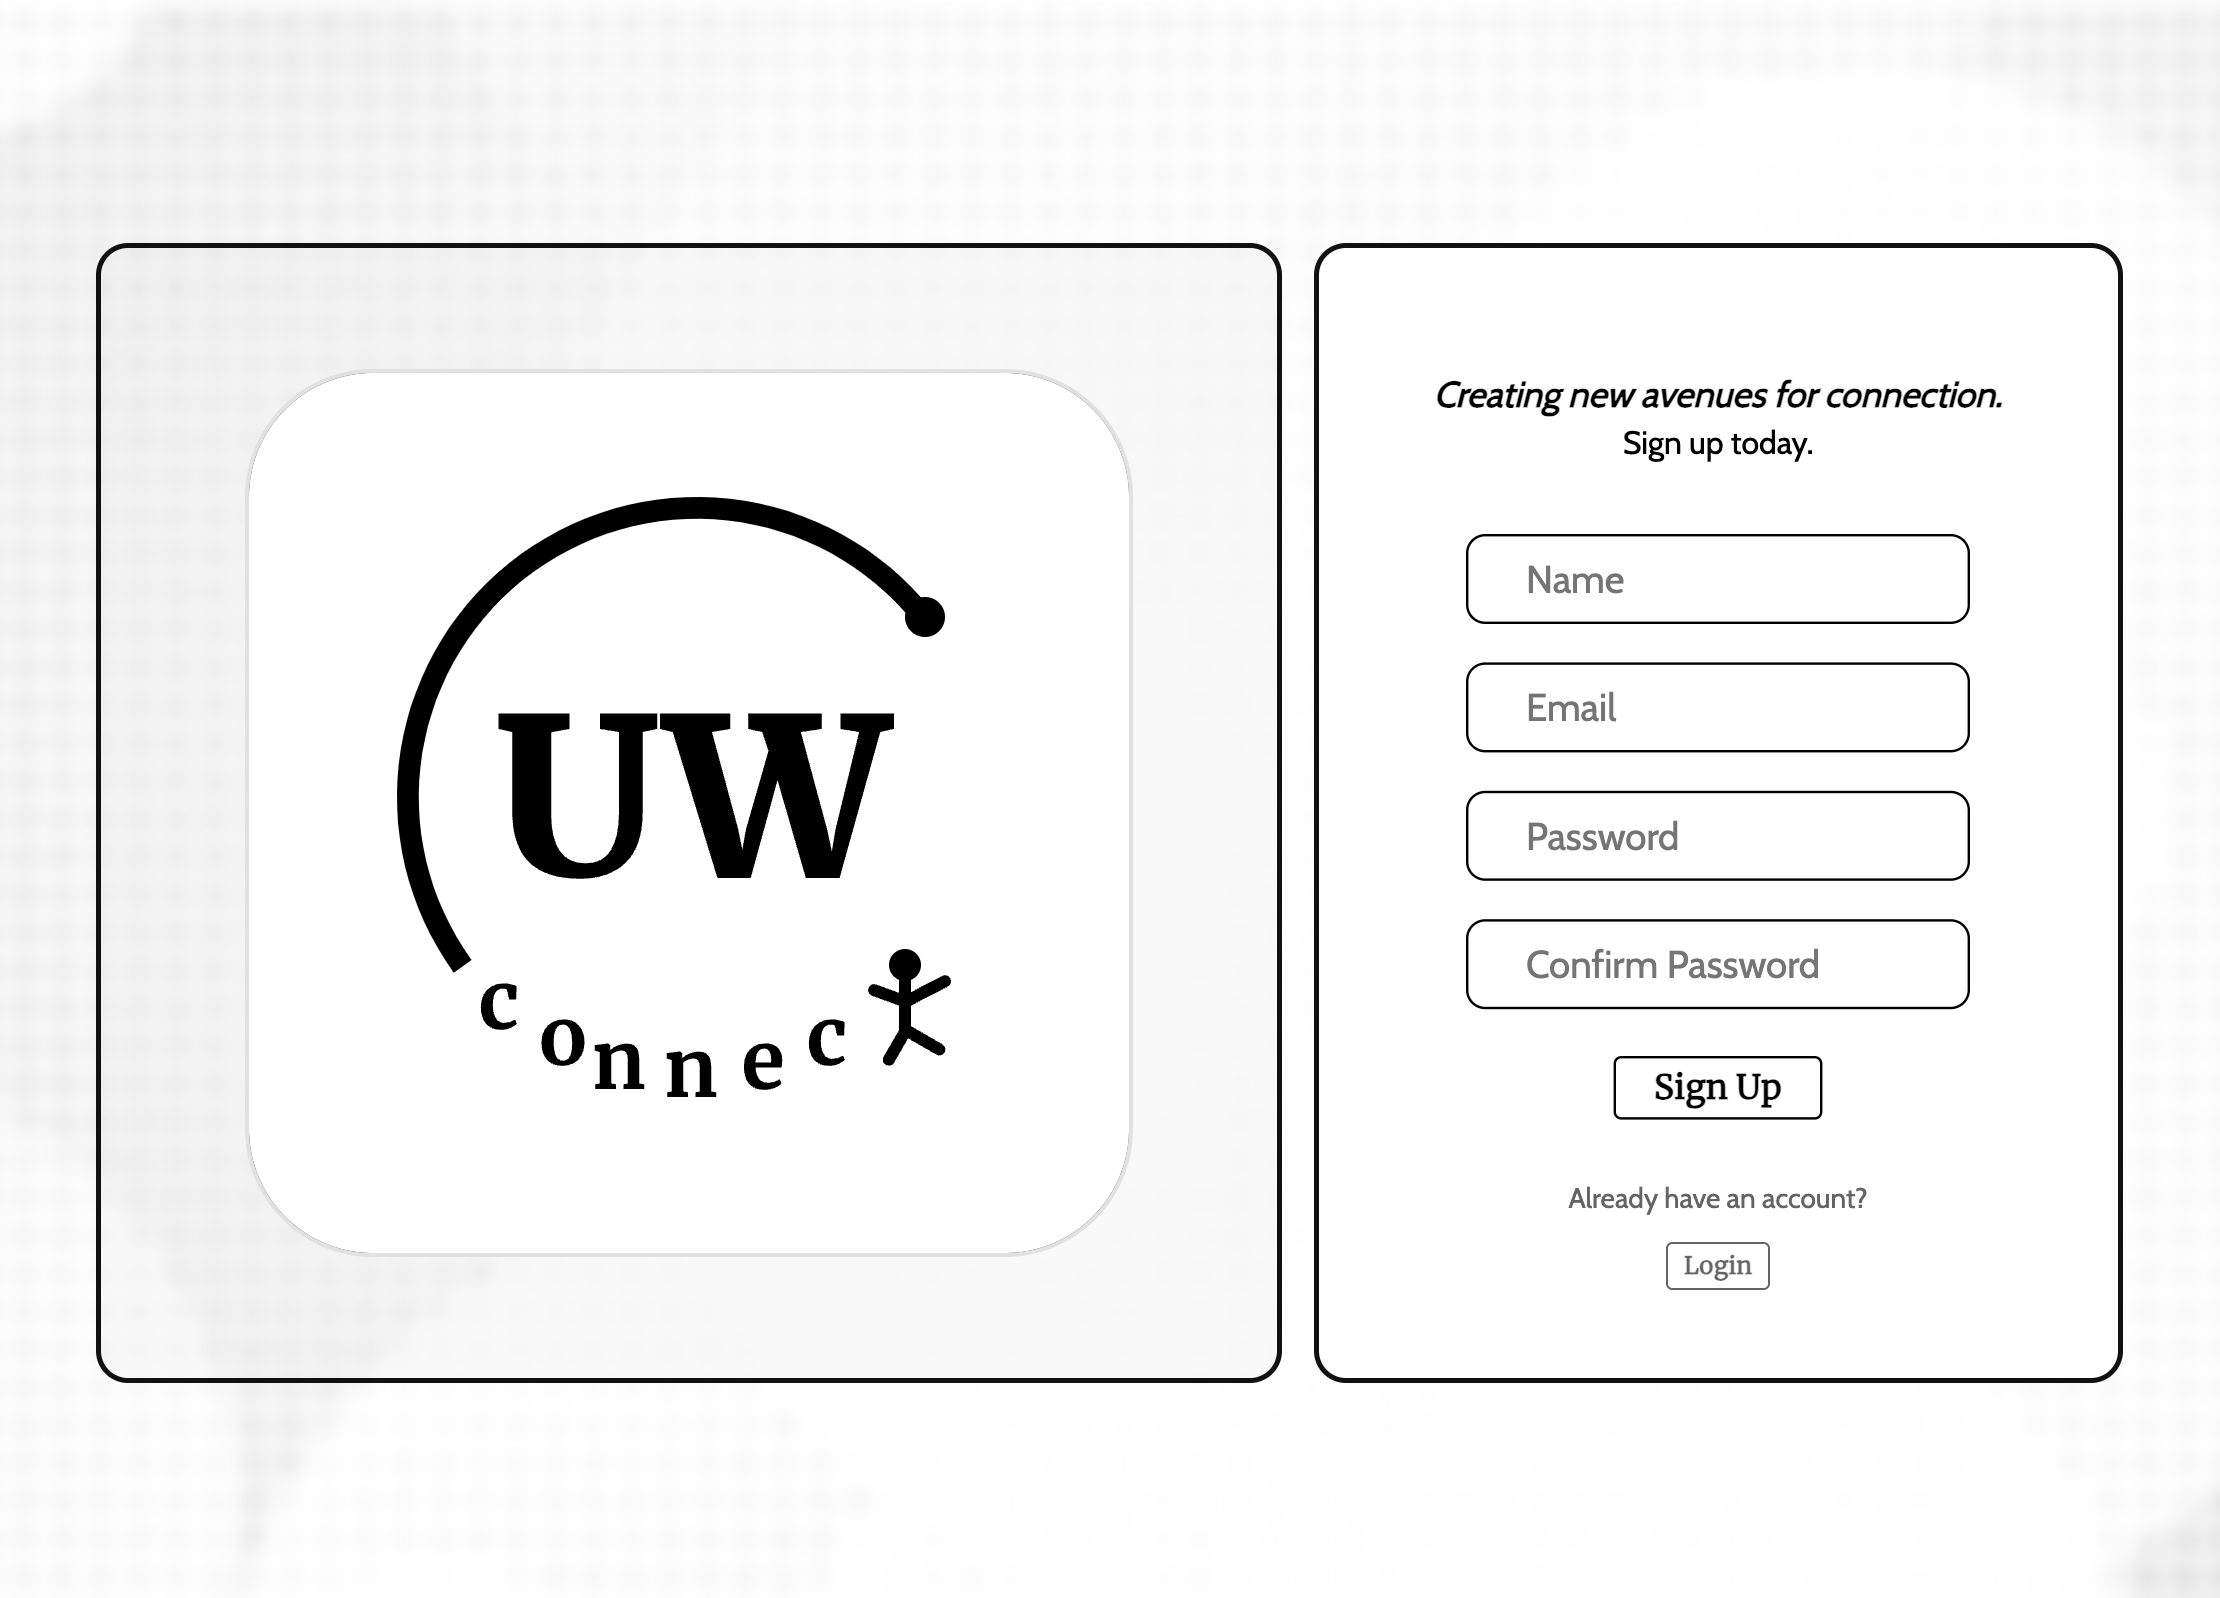 UW
connec
Creating new avenues for connection.
Sign up today.
Name
Email
Password
Confirm Password
Sign Up
Already have an account?
Login